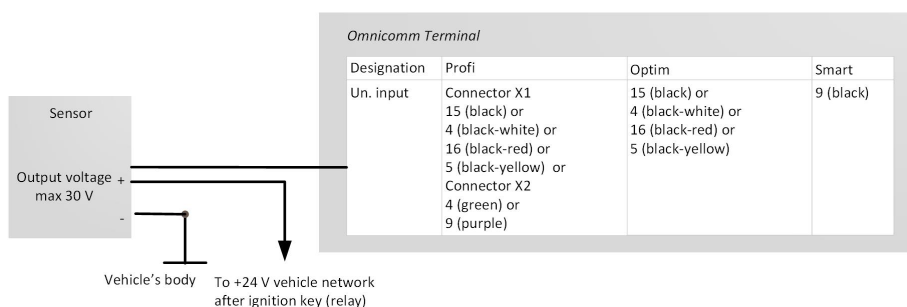 Omnicomm Terminal
Designation Profi Optim Smart
Un. input Connector X1 15 (black) or 9 (black)
15 (black) or 4 (black-white) or
4 (black-white) or 16 (black-red) or
16 (black-red) or 5 (black-yellow)
5 (black-yellow) or
Connector X2
4 (green) or
9 (purple)
Sensor
Output voltage +
max 30 V
-
Vehicle's body
To +24 V vehicle network
after ignition key (relay)